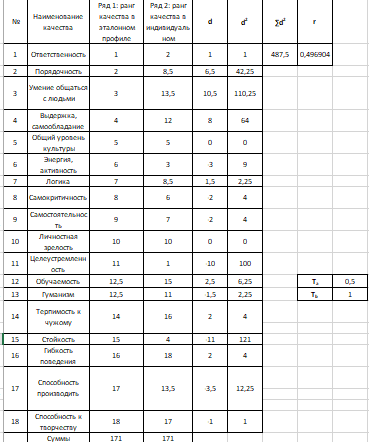 № Наименование качества Ряд 1: ранг качества в эталонном профиле Ряд 2: ранг качества в индивидуаль ном d d² ∑d² r
1 Ответственность 1 2 1 1 487,5 0,496904
2 Порядочность 2 8,5 6,5 42,25
3 Умение общаться с людьми 3 13,5 10,5 110,25
4 Выдержка, самообладание 4 12 8 64
5 Общий уровень культуры 5 5 0 0
6 Энергия, активность 6 3 -3 9
7 Логика 7 8,5 1,5 2,25
8 Самокритичность 8 6 -2 4
9 Самостоятельнос ть 9 7 -2 4
10 Личностная зрелость 10 10 0 0
11 Целеустремленн ость 11 1 -10 100
12 Обучаемость 12,5 15 2,5 6,25 Tₐ 0,5
13 Гуманизм 12,5 11 -1,5 2,25 Tb 1
14 Терпимость к чужому 14 16 2 4
15 Стойкость 15 4 -11 121
16 Гибкость поведения 16 18 2 4
17 Способность производить 17 13,5 -3,5 12,25
18 Способность к творчеству 18 17 -1 1
Суммы 171 171